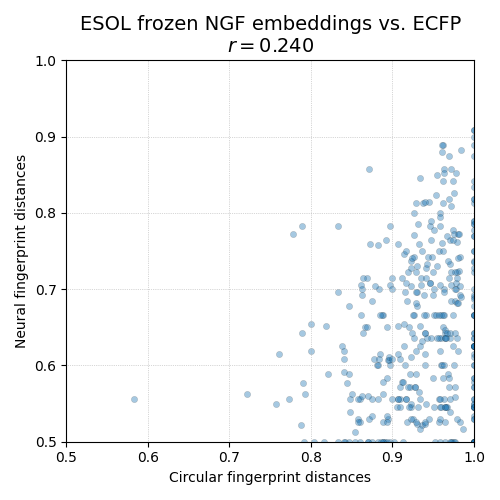 ESOL frozen NGF embeddings vs. ECFP
r = 0.240
1.0
0.9
0.8
0.7
0.6
0.5
Neural fingerprint distances
0.5 0.6 0.7 0.8 0.9 1.0
Circular fingerprint distances